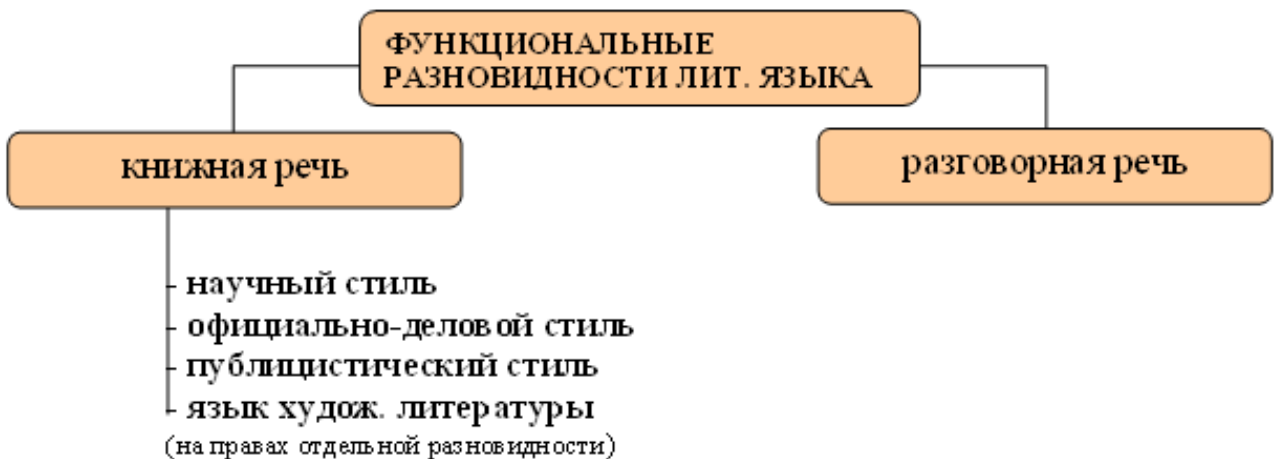 ФУНКЦИОНАЛЬНЫЕ
РАЗНОВИДНОСТИ ЛИТ. ЯЗЫКА
книжная речь
разговорная речь
- научный стиль
- официально-деловой стиль
- публицистический стиль
- язык худож. литературы
(на правах отдельной разновидности)